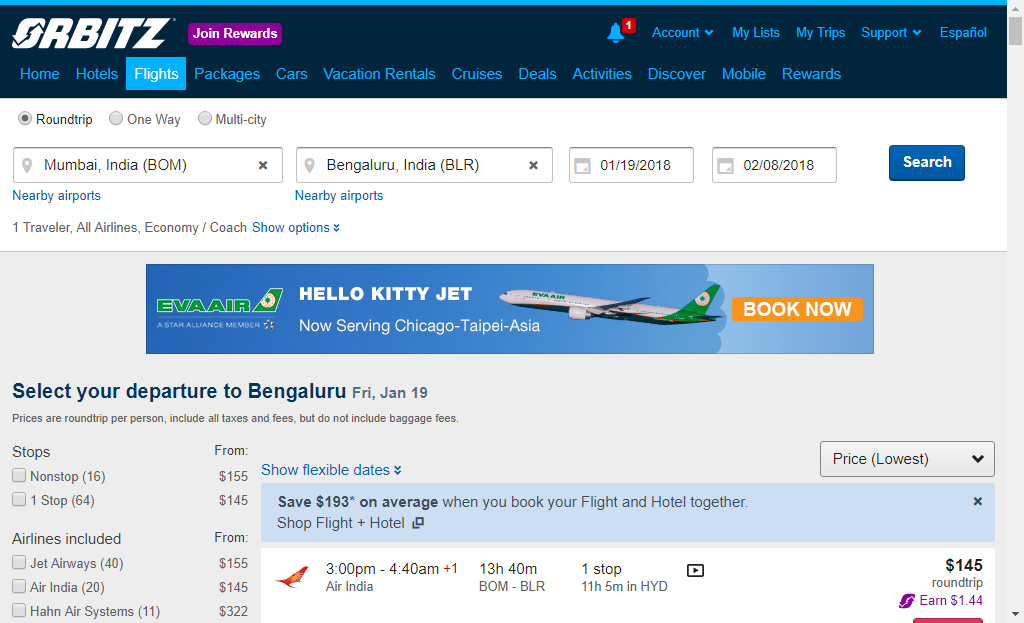 ORBITZ Join Rewards
1 Account My Lists My Trips Support Español
Home Hotels Flights Packages Cars Vacation Rentals Cruises Deals Activities Discover Mobile Rewards
Roundtrip One Way Multi-city
Mumbai, India (BOM) Bengaluru, India (BLR) 01/19/2018 02/08/2018 Search
Nearby airports Nearby airports
1 Traveler, All Airlines, Economy / Coach Show options
EVA AIR
A STAR ALLIANCE MEMBER
HELLO KITTY JET
Now Serving Chicago-Taipei-Asia
EVA AIR
BOOK NOW
Select your departure to Bengaluru Fri, Jan 19
Prices are roundtrip per person, include all taxes and fees, but do not include baggage fees.
Stops From:
Nonstop (16) $155
1 Stop (64) $145
Airlines included From:
Jet Airways (40) $155
Air India (20) $145
Hahn Air Systems (11) $322
Show flexible dates
Price (Lowest)
Save $193* on average when you book your Flight and Hotel together.
Shop Flight + Hotel
3:00pm - 4:40am +1 13h 40m 1 stop $145
Air India BOM - BLR 11h 5m in HYD roundtrip
Earn $1.44